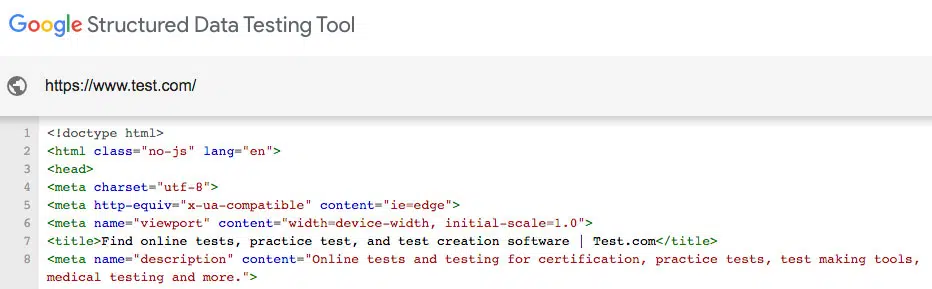 Google Structured Data Testing Tool
https://www.test.com/
1 <!doctype html>
2 <html class="no-js" lang="en">
3 <head>
4 <meta charset="utf-8">
5 <meta http-equiv="x-ua-compatible" content="ie=edge">
6 <meta name="viewport" content="width=device-width, initial-scale=1.0">
7 <title>Find online tests, practice test, and test creation software | Test.com</title>
8 <meta name="description" content="Online tests and testing for certification, practice tests, test making tools,
medical testing and more.">